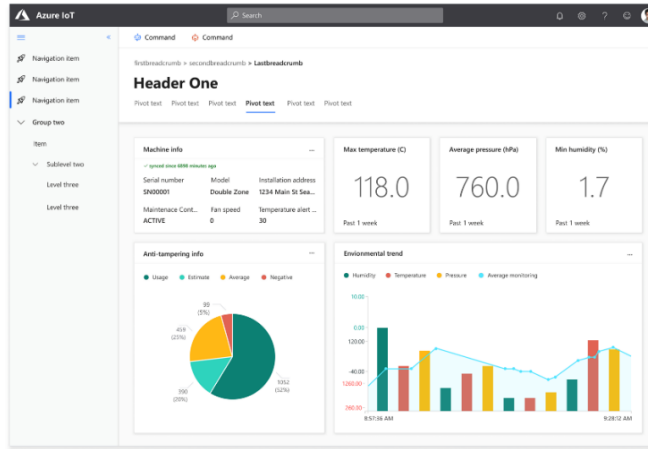 Azure IoT
Search
Command
Command
Navigation item
Navigation item
Navigation item
Group two
Item
Sublevel two
Level three
Level three
firstbreadcrumb > secondbreadcrumb > Lastbreadcrumb
Header One
Pivot text Pivot text Pivot text Pivot text Pivot text Pivot text
Machine info ...
✓ synced since 6898 minutes ago
Serial number Model Installation address
SN00001 Double Zone 1234 Main St Sea...
Maintenace Cont... Fan speed Temperature alert ...
ACTIVE 0 30
Max temperature (C)
118.0
Past 1 week
Average pressure (hPa)
760.0
Past 1 week
Min humidity (%)
1.7
Past 1 week
Anti-tampering info ...
Usage Estimate Average Negative
99
(5%)
459
(23%)
390
(20%)
1052
(52%)
Envionmental trend ...
Humidity Temperature Pressure Average monitoring
10.00
0.00
120.00
-40.00
1260.00
260.00
8:57:36 AM 9:28:12 AM